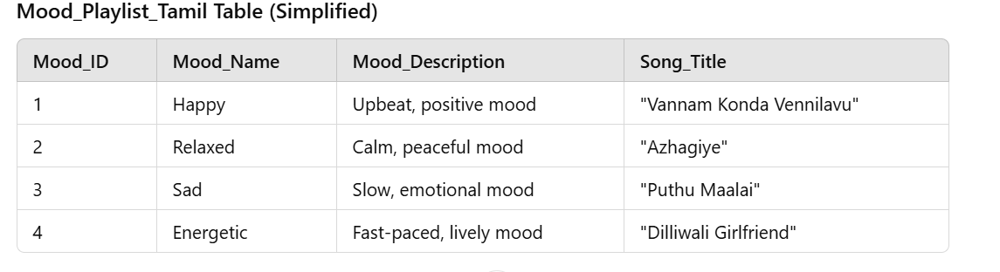 Mood_Playlist_Tamil Table (Simplified)
Mood_ID Mood_Name Mood_Description Song_Title
1 Happy Upbeat, positive mood "Vannam Konda Vennilavu"
2 Relaxed Calm, peaceful mood "Azhagiye"
3 Sad Slow, emotional mood "Puthu Maalai"
4 Energetic Fast-paced, lively mood "Dilliwali Girlfriend"